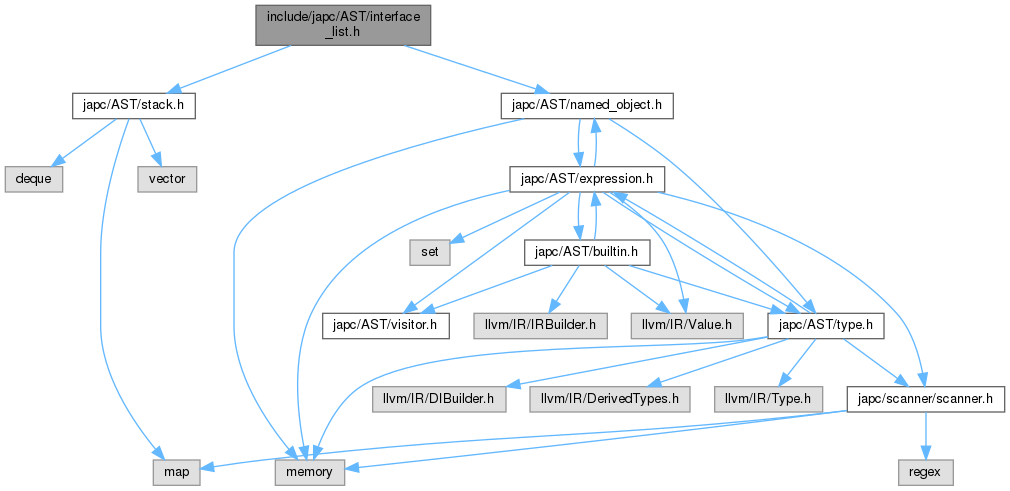 include/japc/AST/interface
_list.h
japc/AST/stack.h
japc/AST/named_object.h
deque
vector
japc/AST/expression.h
set
japc/AST/builtin.h
japc/AST/visitor.h
llvm/IR/IRBuilder.h
llvm/IR/Value.h
japc/AST/type.h
llvm/IR/DIBuilder.h
llvm/IR/DerivedTypes.h
llvm/IR/Type.h
japc/scanner/scanner.h
map
memory
regex